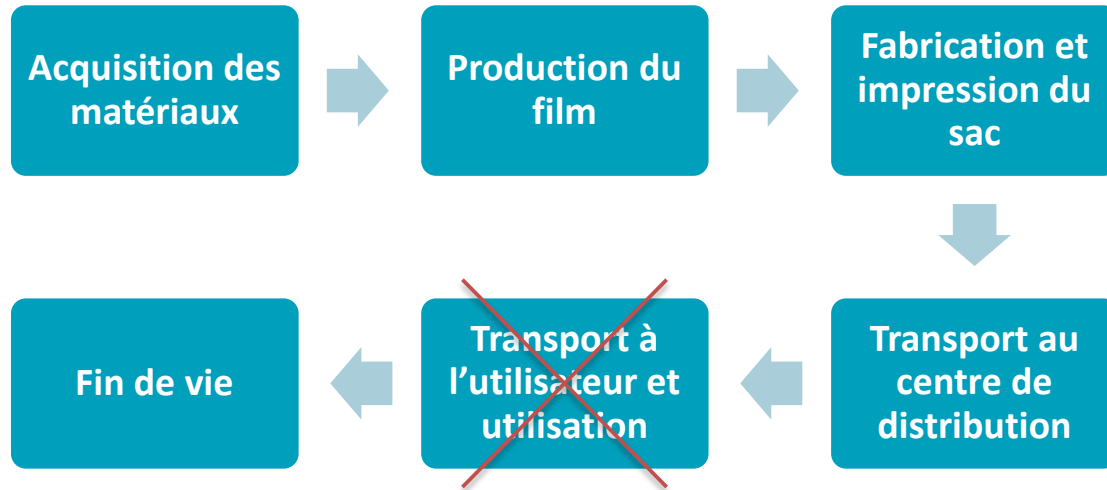 Acquisition des
matériaux
Production du
film
Fabrication et
impression du
sac
Transport au
centre de
distribution
Transport à
l’utilisateur et
utilisation
Fin de vie